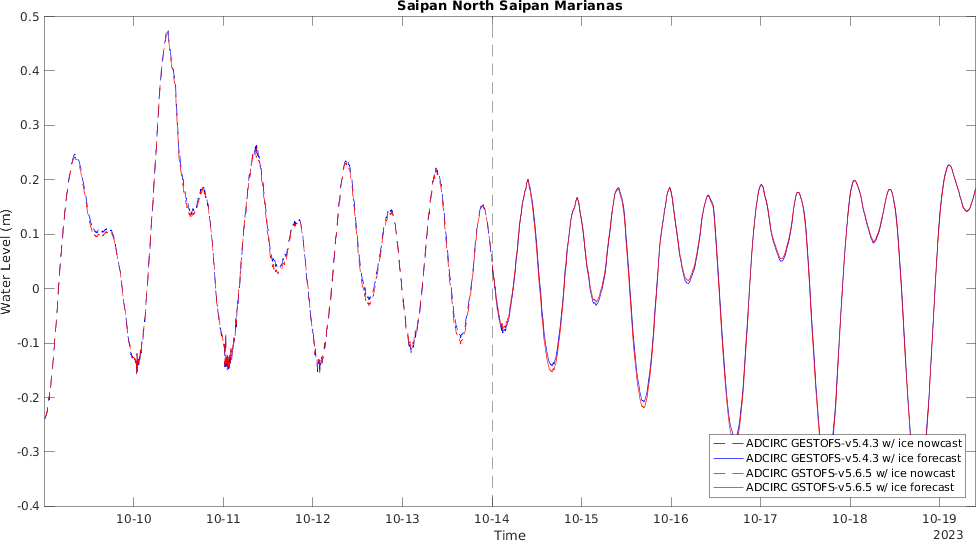 Saipan North Saipan Marianas
0.5
0.4
0.3
0.2
0.1
0
-0.1
-0.2
-0.3
-0.4
Water Level (m)
ADCIRC GESTOFS-v5.4.3 w/ ice nowcast
ADCIRC GESTOFS-v5.4.3 w/ ice forecast
ADCIRC GSTOFS-v5.6.5 w/ ice nowcast
ADCIRC GSTOFS-v5.6.5 w/ ice forecast
10-10 10-11 10-12 10-13 10-14 10-15 10-16 10-17 10-18 10-19
Time 2023